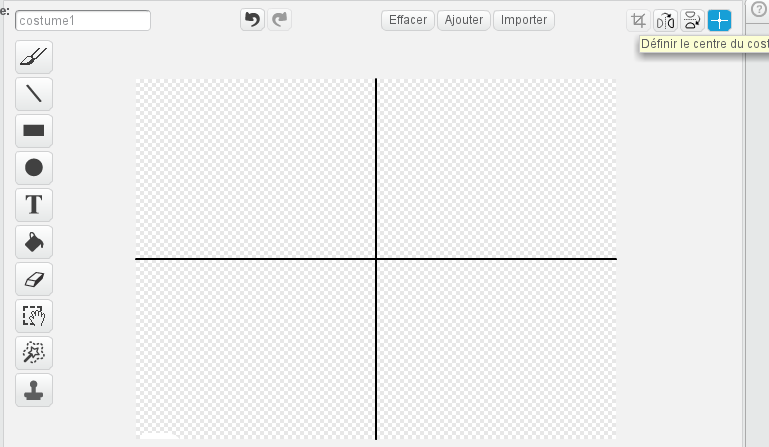 e:
costume1
Effacer Ajouter Importer
?
Définir le centre du cost
T